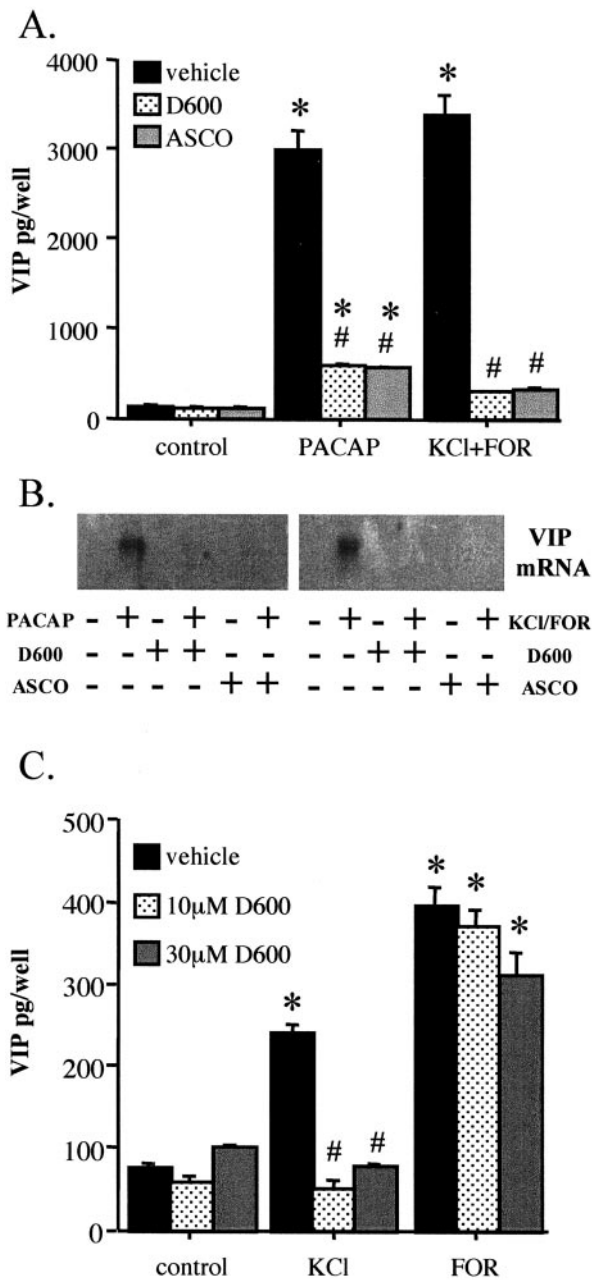 A.
4000
3000
2000
1000
0
VIP pg/well
vehicle
D600
ASCO
* * * * # # # #
control PACAP KCl+FOR
B.
VIP
mRNA
PACAP - + - + - - - + - + - + KCl/FOR
D600 - - + + - - - - + + - - D600
ASCO - - - - + + - - - - + + ASCO
C.
500
400
300
200
100
0
VIP pg/well
vehicle
10µM D600
30µM D600
* # # * * *
control KCl FOR